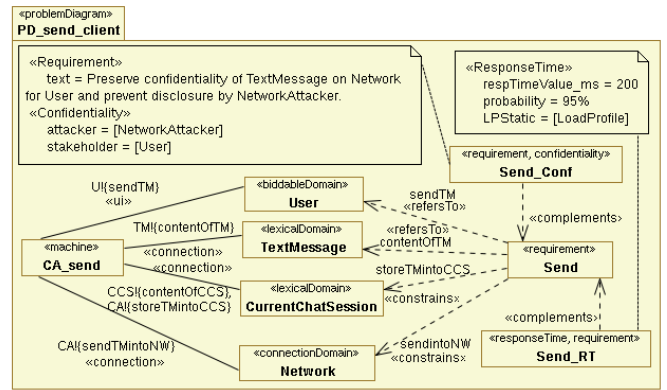 «problemDiagram»
PD_send_client
«Requirement»
text = Preserve confidentiality of TextMessage on Network
for User and prevent disclosure by NetworkAttacker.
«Confidentiality»
attacker = [NetworkAttacker]
stakeholder = [User]
«ResponseTime»
respTimeValue_ms = 200
probability = 95%
LPStatic = [LoadProfile]
«requirement, confidentiality»
Send_Conf
U!{sendTM}
«ui»
«biddableDomain»
User
sendTM
«refersTo»
«complements»
TM!{contentOfTM}
«connection»
«lexicalDomain»
TextMessage
«refersTo»
contentOfTM
«machine»
CA_send
«requirement»
Send
«connection»
CCS!{contentOfCCS},
CA!{storeTMintoCCS}
«lexicalDomain»
CurrentChatSession
storeTMintoCCS
«constrains»
«complements»
CA!{sendTMintoNW}
«connection»
«connectionDomain»
Network
sendintoNW
«constrains»
«responseTime, requirement»
Send_RT